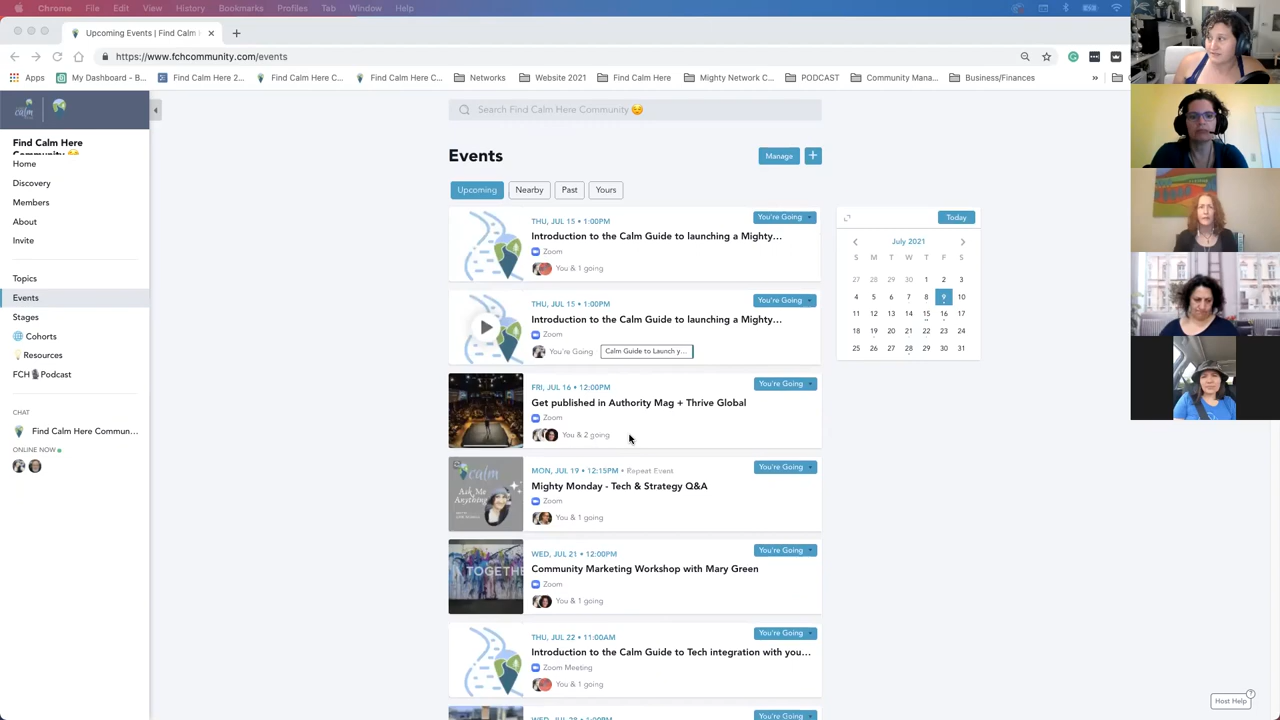 Chrome File Edit View History Bookmarks Profiles Tab Window Help
Upcoming Events | Find Calm H
https://www.fchcommunity.com/events
Apps My Dashboard - B... Find Calm Here 2... Find Calm Here C... Find Calm Here C... Networks Website 2021 Find Calm Here Mighty Network C... PODCAST Community Mana... Business/Finances »
calm
Find Calm Here
Community 😌
Home
Discovery
Members
About
Invite
Topics
Events
Stages
🌐 Cohorts
💡Resources
FCH🎙️Podcast
CHAT
Find Calm Here Commun...
ONLINE NOW
Search Find Calm Here Community 😌
Events
Manage +
Upcoming Nearby Past Yours
THU, JUL 15 • 1:00PM
You're Going
Introduction to the Calm Guide to launching a Mighty...
Zoom
You & 1 going
THU, JUL 15 • 1:00PM
You're Going
Introduction to the Calm Guide to launching a Mighty...
Zoom
You're Going Calm Guide to Launch y...
FRI, JUL 16 • 12:00PM
You're Going
Get published in Authority Mag + Thrive Global
Zoom
You & 2 going
MON, JUL 19 • 12:15PM • Repeat Event
You're Going
Mighty Monday - Tech & Strategy Q&A
Zoom
You & 1 going
calm
Ask Me
Anything
WED, JUL 21 • 12:00PM
You're Going
Community Marketing Workshop with Mary Green
Zoom
You & 1 going
TOGETHE
THU, JUL 22 • 11:00AM
You're Going
Introduction to the Calm Guide to Tech integration with you...
Zoom Meeting
You & 1 going
WED, JUL 28 • 1:00PM
You're Going
Today
July 2021
S M T W T F S
27 28 29 30 1 2 3
4 5 6 7 8 9 10
11 12 13 14 15 16 17
18 19 20 21 22 23 24
25 26 27 28 29 30 31
Host Help ?